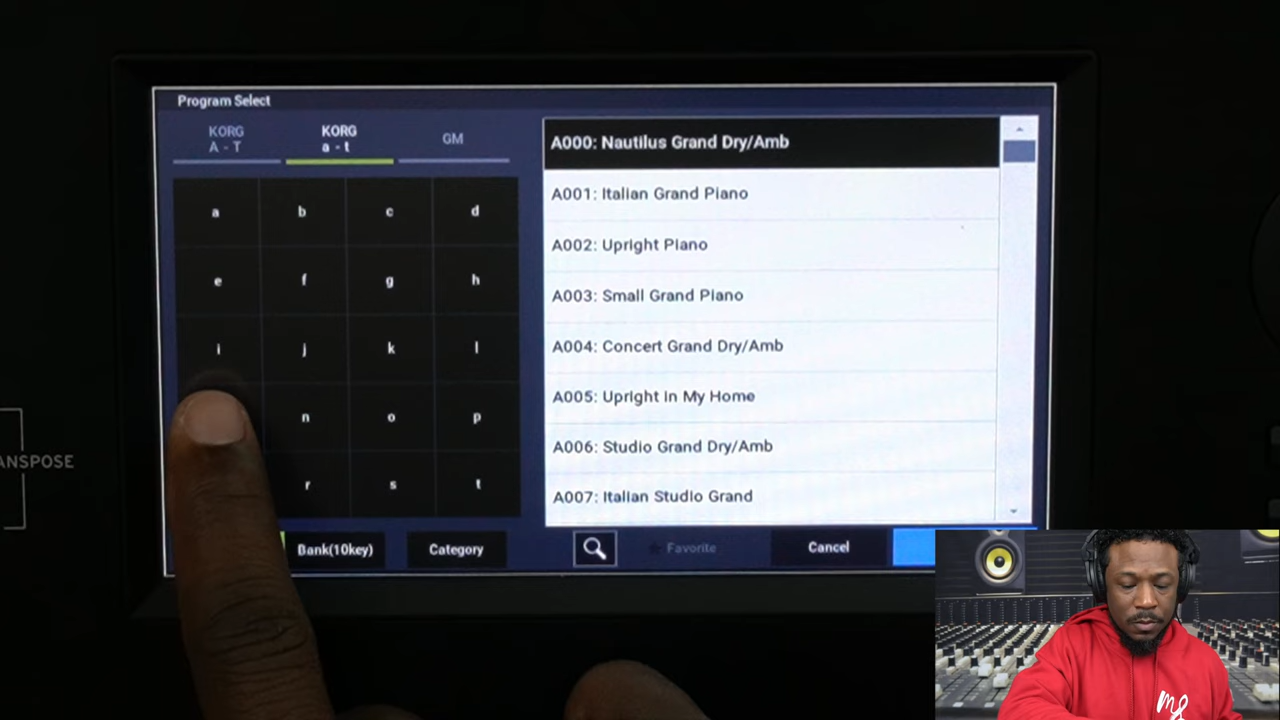 Program Select
KORG
A - T
KORG
a - t
GM
a b c d
e f g h
i j k l
n o p
r s t
A000: Nautilus Grand Dry/Amb
A001: Italian Grand Piano
A002: Upright Piano
A003: Small Grand Piano
A004: Concert Grand Dry/Amb
A005: Upright in My Home
A006: Studio Grand Dry/Amb
A007: Italian Studio Grand
Bank(10key)
Category
Favorite
Cancel
ANSPOSE